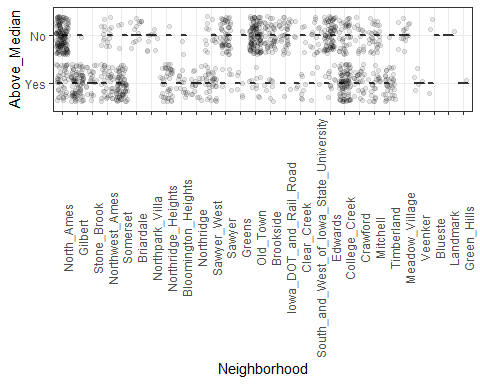 Above_Median
No
Yes
North_Ames
Gilbert
Stone_Brook
Northwest_Ames
Somerset
Briardale
Northpark_Villa
Northridge_Heights
Bloomington_Heights
Northridge
Sawyer_West
Sawyer
Greens
Old_Town
Brookside
Iowa_DOT_and_Rail_Road
Clear_Creek
South_and_West_of_Iowa_State_University
Edwards
College_Creek
Crawford
Mitchell
Timberland
Meadow_Village
Veenker
Blueste
Landmark
Green_Hills
Neighborhood